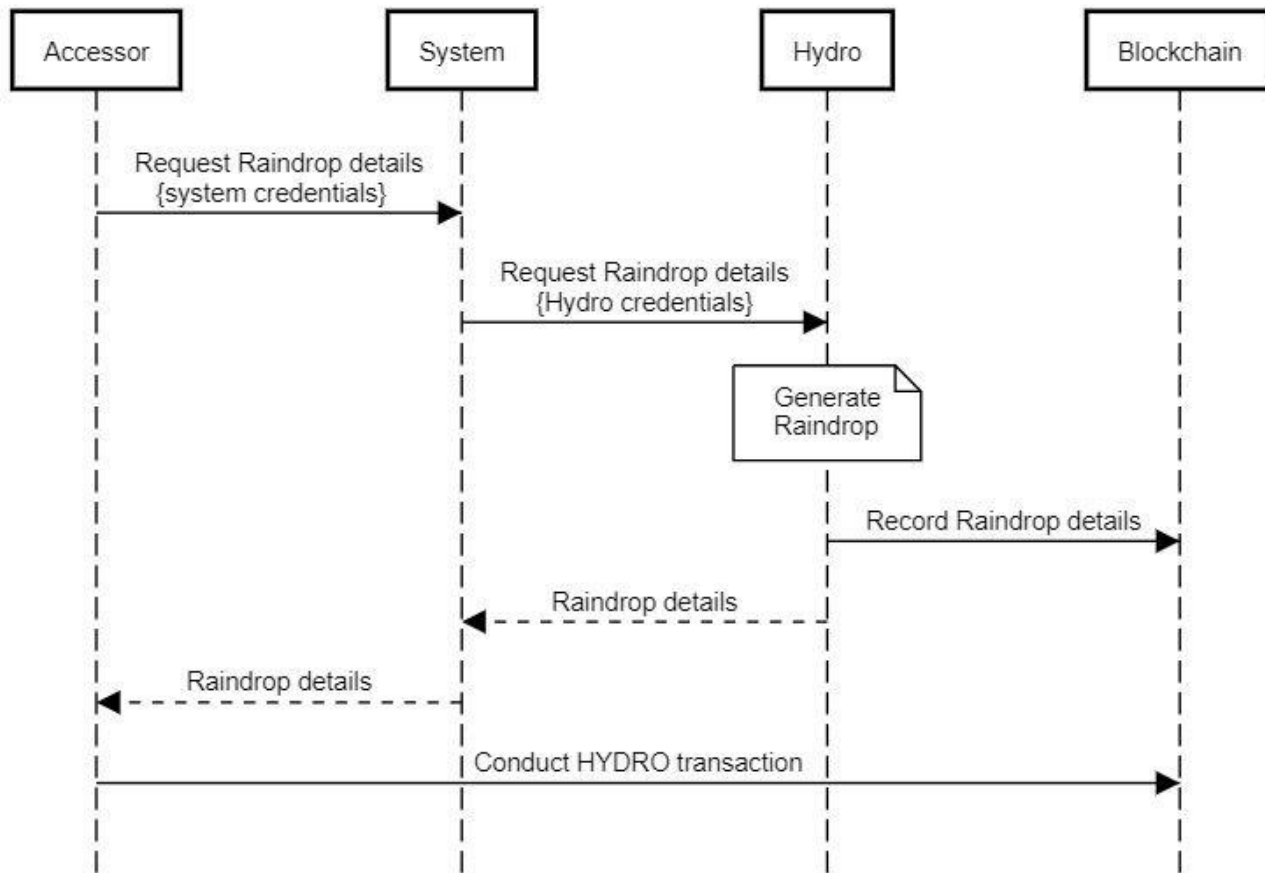 Accessor
System
Hydro
Blockchain
Request Raindrop details
{system credentials}
Request Raindrop details
{Hydro credentials}
Generate
Raindrop
Record Raindrop details
Raindrop details
Raindrop details
Conduct HYDRO transaction